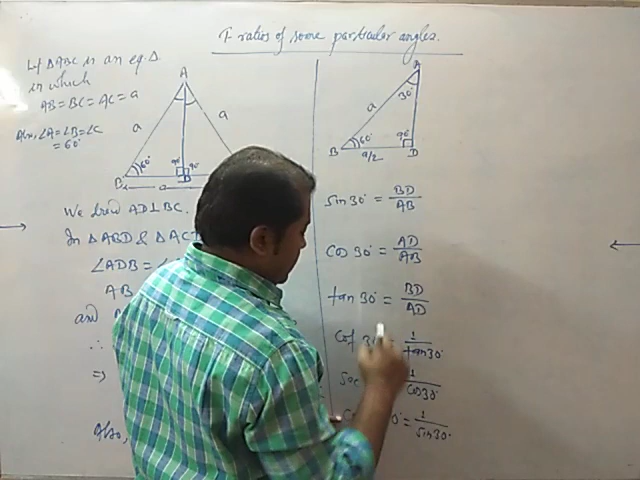 T ratios of some particular angles.
Let ΔABC is an eq. Δ
in which
AB = BC = AC = a
Also, ∠A = ∠B = ∠C
= 60°
A
a
a
60°
90°
90°
B
D
a
We draw AD ⊥ BC.
In ΔABD & ΔACD
∠ADB = ∠
AB =
and
∴
⇒
Also,
A
30°
a
60°
90°
B
a/2
D
sin 30° = BD/AB
cos 30° = AD/AB
tan 30° = BD/AD
cot 30° = 1/tan 30°
sec 1/cos 30°
= 1/sin 30°